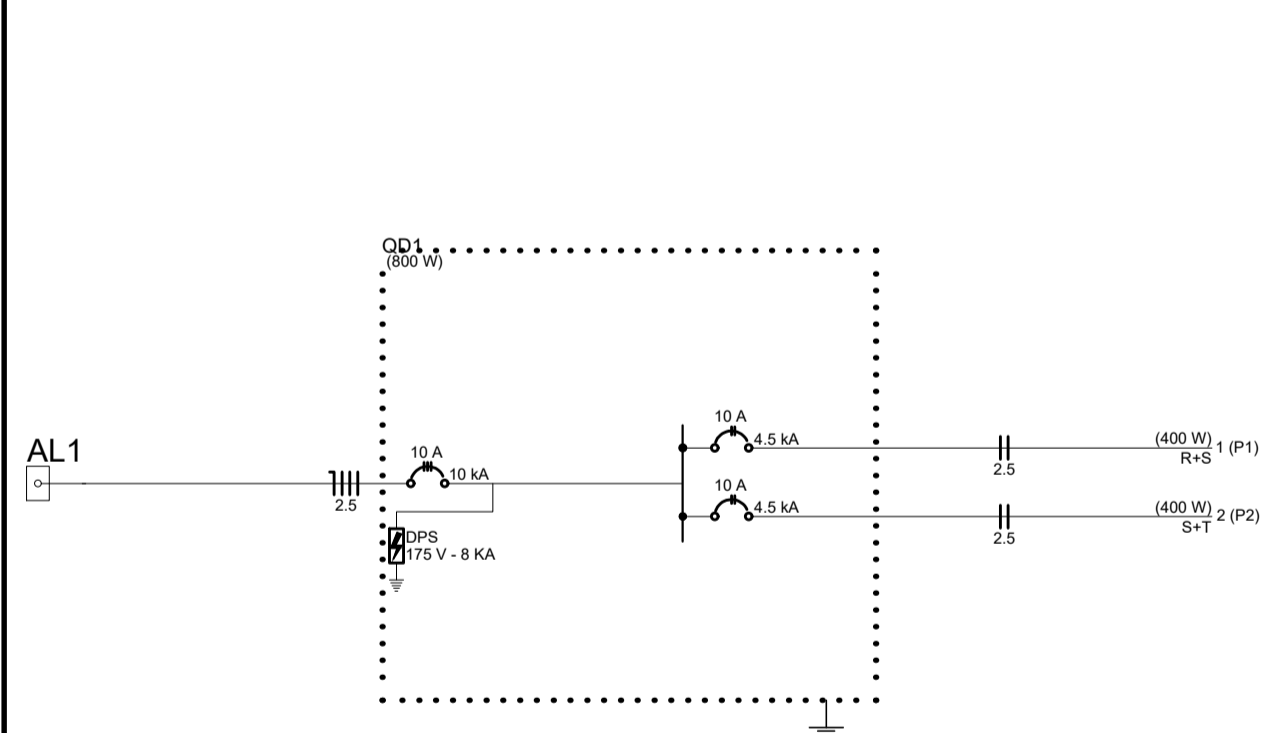 QD1
(800 W)
AL1
2.5
10 A
10 kA
DPS
175 V - 8 KA
10 A
4.5 kA
2.5
(400 W)
R+S
1 (P1)
10 A
4.5 kA
2.5
(400 W)
S+T
2 (P2)